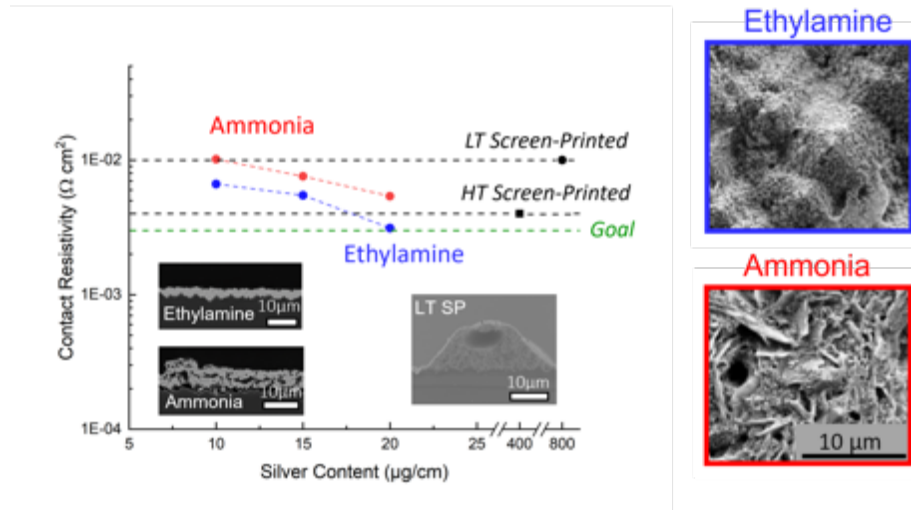 Ammonia
LT Screen-Printed
HT Screen-Printed
Goal
Ethylamine
1E-02
1E-03
1E-04
Contact Resistivity (Ω cm²)
Ethylamine
10µm
Ammonia
10µm
LT SP
10µm
5
10
15
20
25
400
800
Silver Content (µg/cm)
Ethylamine
Ammonia
10 µm